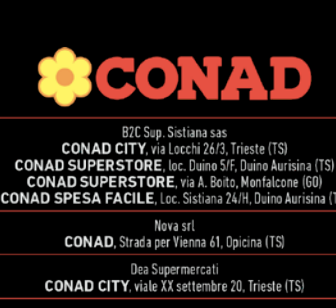 CONAD
B2C Sup. Sistiana sas
CONAD CITY, via Locchi 26/3, Trieste (TS)
CONAD SUPERSTORE, loc. Duino 5/F, Duino Aurisina (TS)
CONAD SUPERSTORE, via A. Boito, Monfalcone (GO)
CONAD SPESA FACILE, Loc. Sistiana 24/H, Duino Aurisina (T
Nova srl
CONAD, Strada per Vienna 61, Opicina (TS)
Dea Supermercati
CONAD CITY, viale XX settembre 20, Trieste (TS)